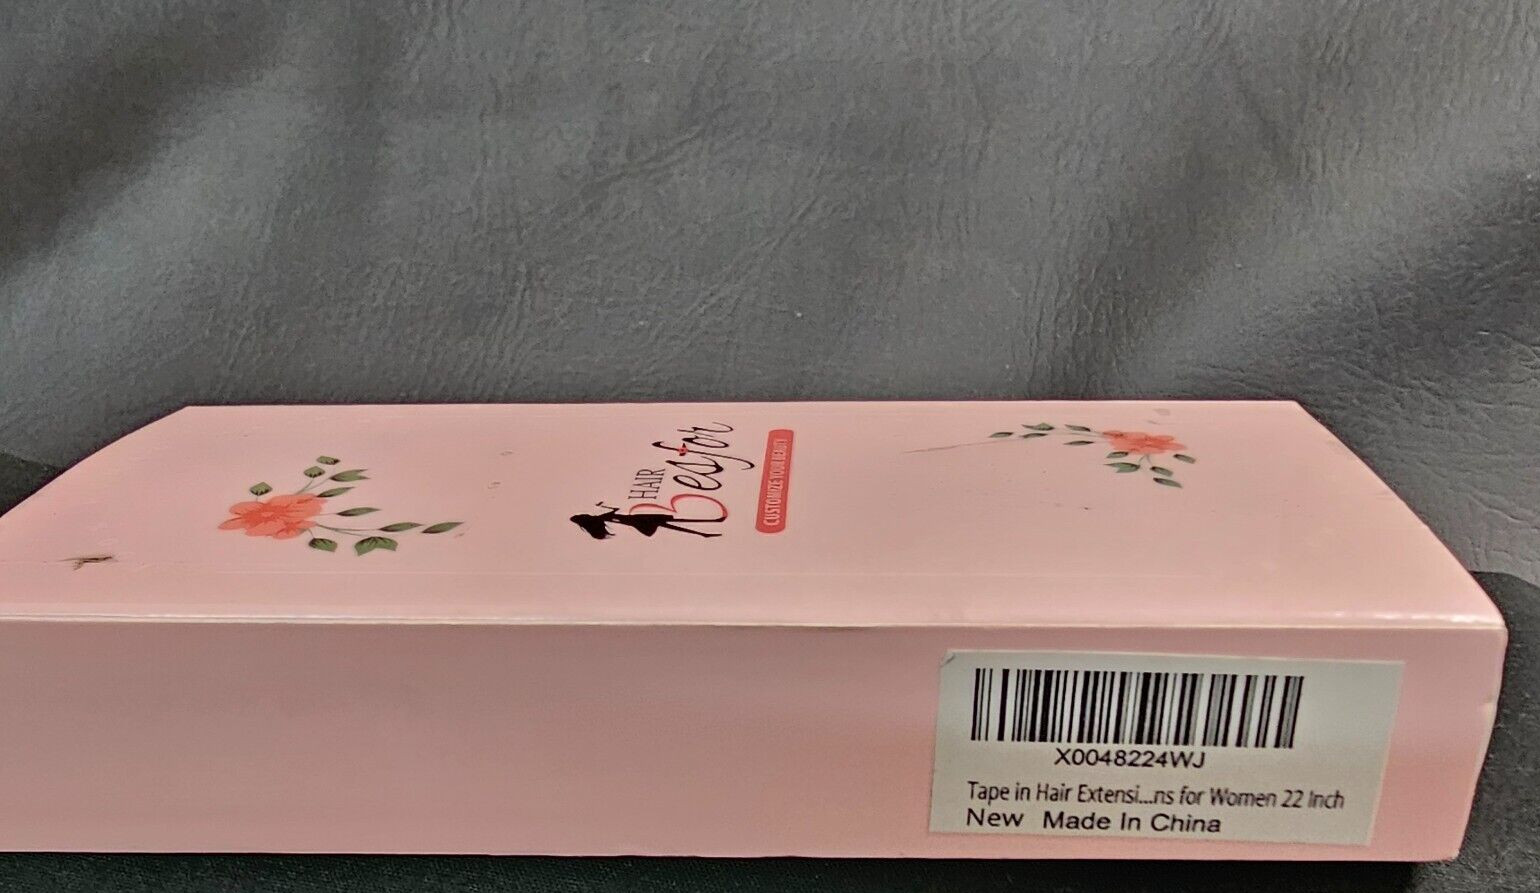 HAIR
Besfor
CUSTOMIZE YOUR BEAUTY
X0048224WJ
Tape in Hair Extensi...ns for Women 22 Inch
New Made In China